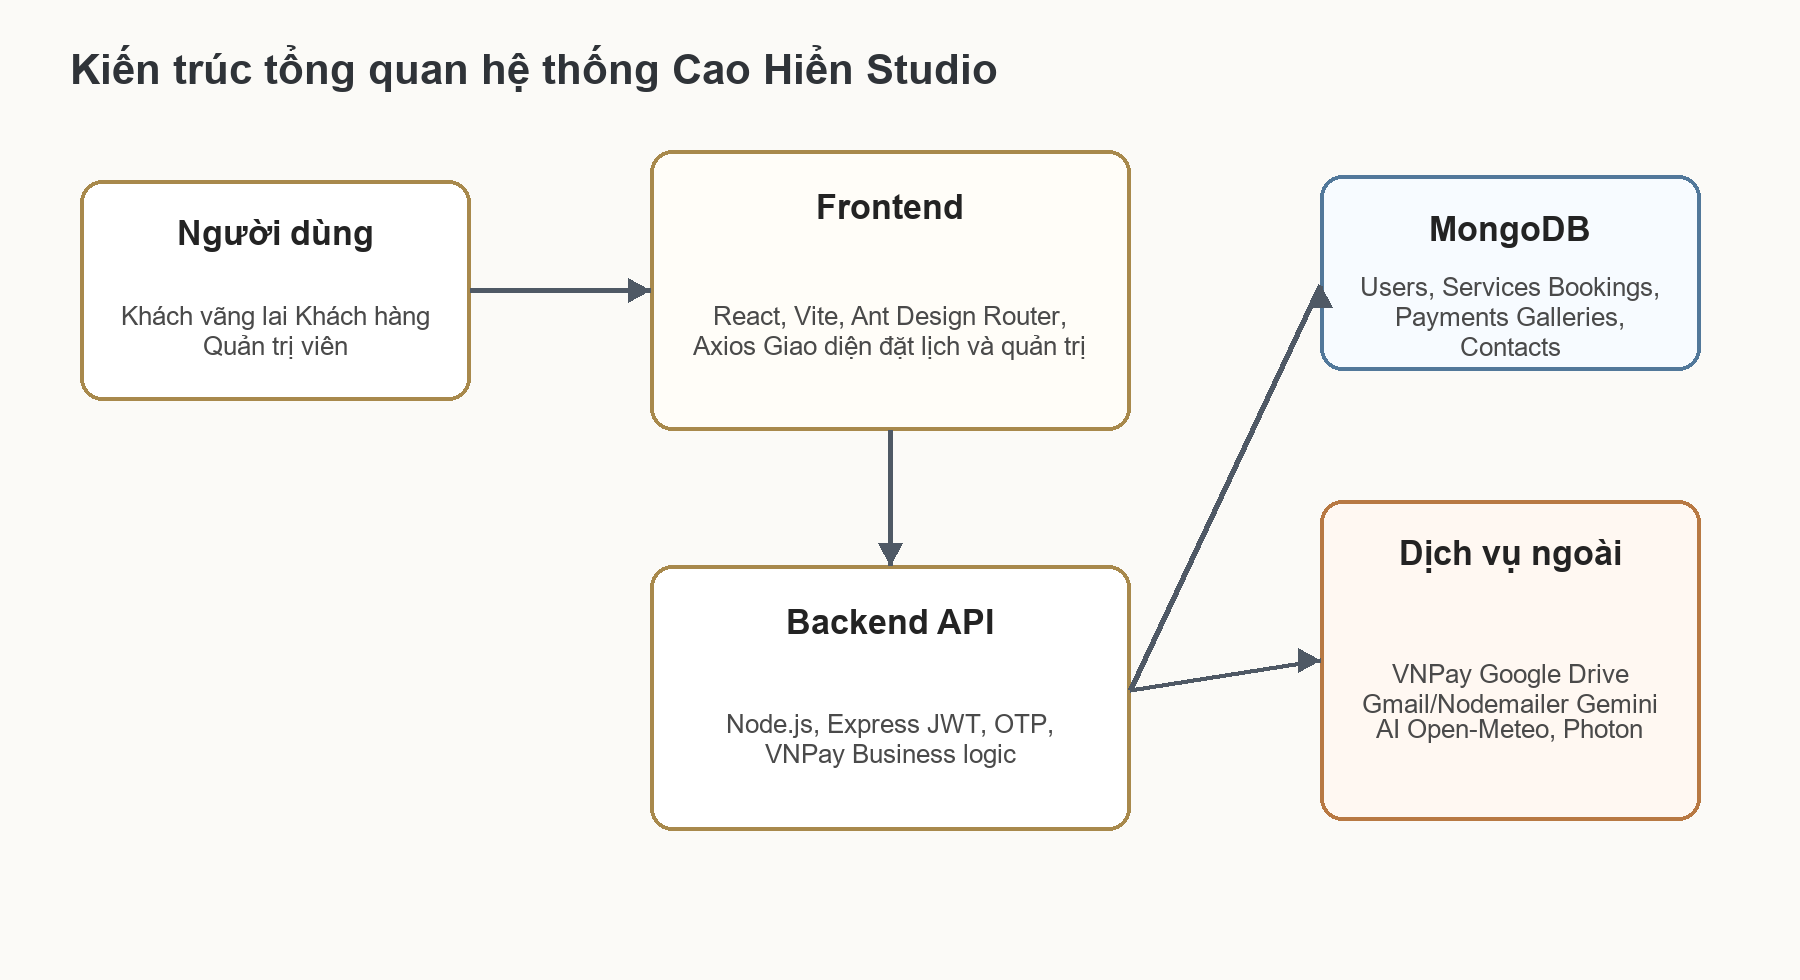 Kiến trúc tổng quan hệ thống Cao Hiển Studio
Người dùng
Khách vãng lai Khách hàng
Quản trị viên
Frontend
React, Vite, Ant Design Router,
Axios Giao diện đặt lịch và quản trị
MongoDB
Users, Services Bookings,
Payments Galleries,
Contacts
Backend API
Node.js, Express JWT, OTP,
VNPay Business logic
Dịch vụ ngoài
VNPay Google Drive
Gmail/Nodemailer Gemini
AI Open-Meteo, Photon